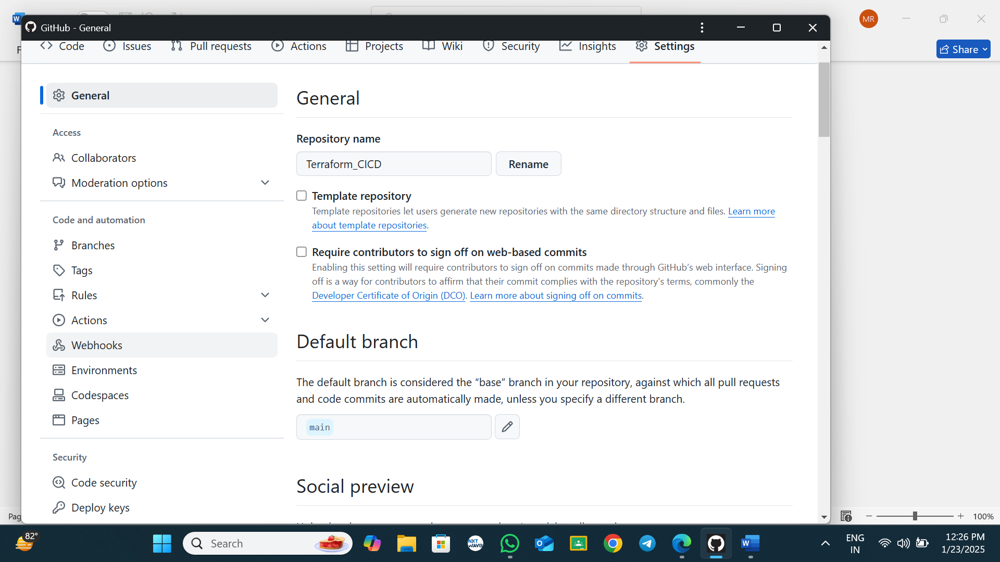 W
GitHub - General
MR
F
Code
Issues
Pull requests
Actions
Projects
Wiki
Security
Insights
Settings
Share
General
Access
Collaborators
Moderation options
Code and automation
Branches
Tags
Rules
Actions
Webhooks
Environments
Codespaces
Pages
Security
Code security
Deploy keys
General
Repository name
Terraform_CICD
Rename
Template repository
Template repositories let users generate new repositories with the same directory structure and files. Learn more
about template repositories.
Require contributors to sign off on web-based commits
Enabling this setting will require contributors to sign off on commits made through GitHub’s web interface. Signing
off is a way for contributors to affirm that their commit complies with the repository's terms, commonly the
Developer Certificate of Origin (DCO). Learn more about signing off on commits.
Default branch
The default branch is considered the “base” branch in your repository, against which all pull requests
and code commits are automatically made, unless you specify a different branch.
main
Social preview
Pag
100%
82°
Search
NXT
WAVE
W
ENG
IN
12:26 PM
1/23/2025